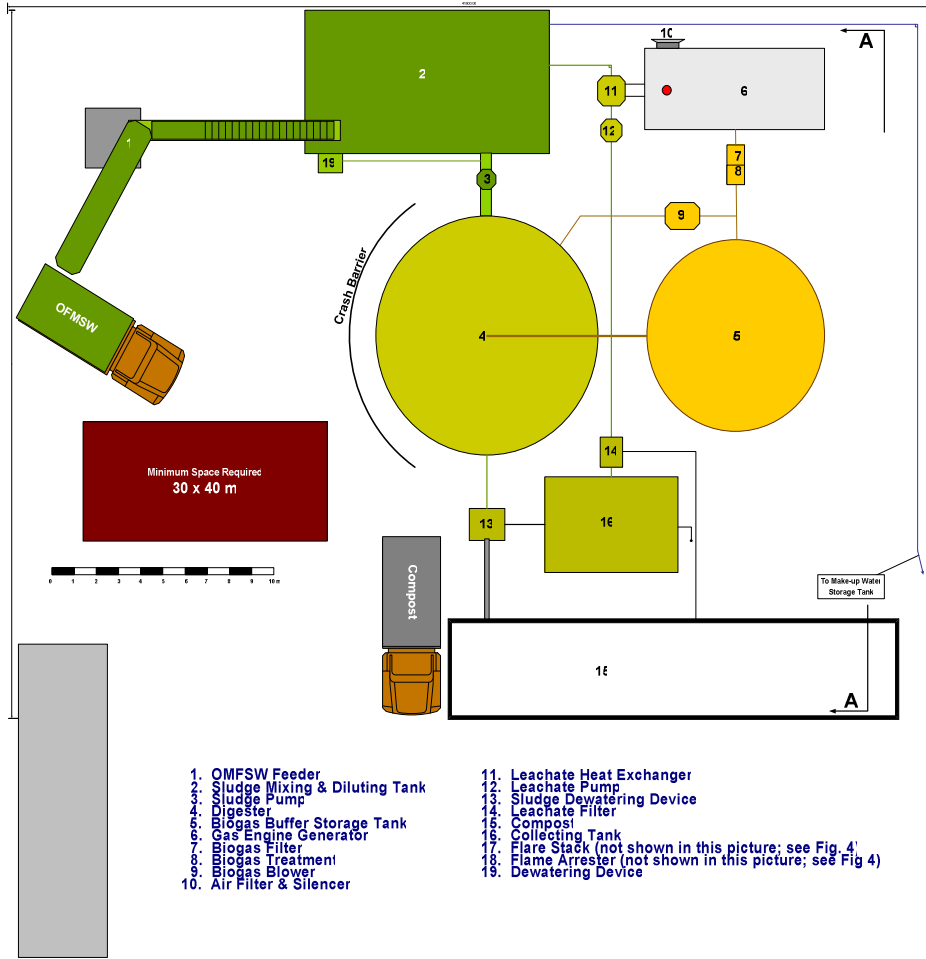 10
A
2
11
6
12
1
7
19
8
3
9
Crash Barrier
OFMSW
4
5
14
Minimum Space Required
30 x 40 m
13
16
0 1 2 3 4 5 6 7 8 9 10 m
Compost
To Make-up Water
Storage Tank
15
A
1. OMFSW Feeder
2. Sludge Mixing & Diluting Tank
3. Sludge Pump
4. Digester
5. Biogas Buffer Storage Tank
6. Gas Engine Generator
7. Biogas Filter
8. Biogas Treatment
9. Biogas Blower
10. Air Filter & Silencer
11. Leachate Heat Exchanger
12. Leachate Pump
13. Sludge Dewatering Device
14. Leachate Filter
15. Compost
16. Collecting Tank
17. Flare Stack (not shown in this picture; see Fig. 4)
18. Flame Arrester (not shown in this picture; see Fig 4)
19. Dewatering Device